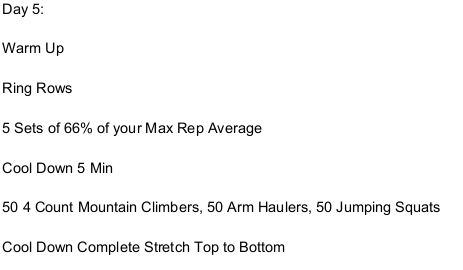 Day 5:
Warm Up
Ring Rows
5 Sets of 66% of your Max Rep Average
Cool Down 5 Min
50 4 Count Mountain Climbers, 50 Arm Haulers, 50 Jumping Squats
Cool Down Complete Stretch Top to Bottom